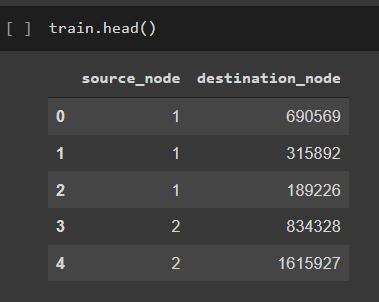 [ ] train.head()
source_node destination_node
0 1 690569
1 1 315892
2 1 189226
3 2 834328
4 2 1615927